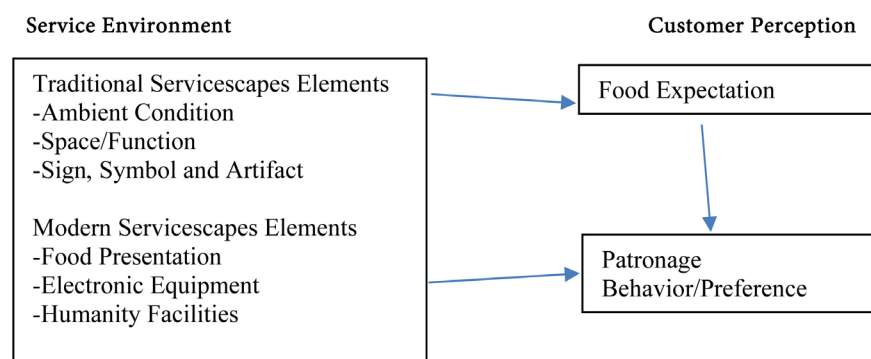 Service Environment
Customer Perception
Traditional Servicescapes Elements
-Ambient Condition
-Space/Function
-Sign, Symbol and Artifact
Modern Servicescapes Elements
-Food Presentation
-Electronic Equipment
-Humanity Facilities
Food Expectation
Patronage
Behavior/Preference